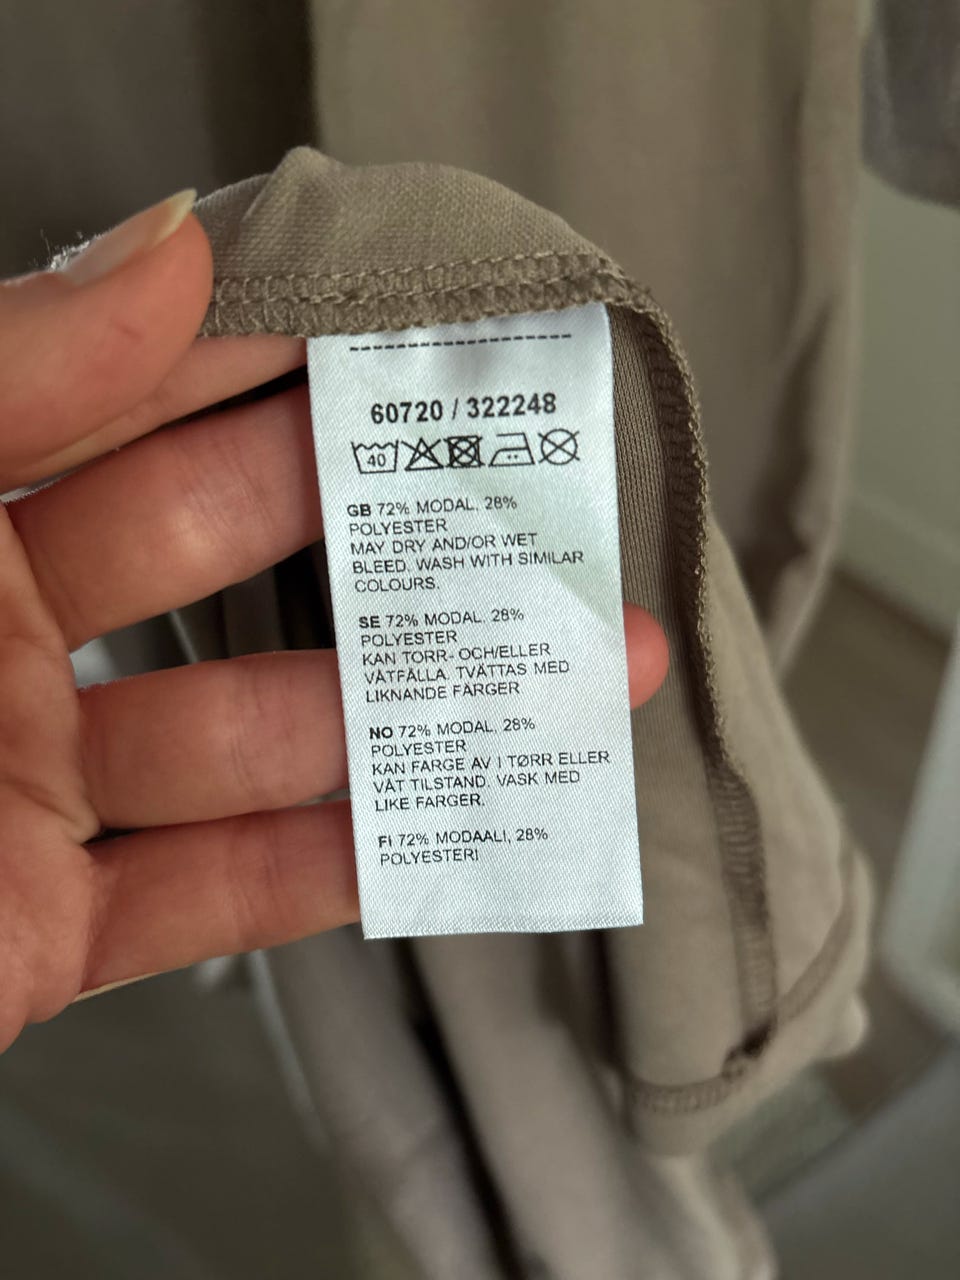 60720 / 322248
40
GB 72% MODAL, 28%
POLYESTER
MAY DRY AND/OR WET
BLEED. WASH WITH SIMILAR
COLOURS.
SE 72% MODAL, 28%
POLYESTER
KAN TORR- OCH/ELLER
VÅTFÄLLA. TVÄTTAS MED
LIKNANDE FÄRGER
NO 72% MODAL, 28%
POLYESTER
KAN FARGE AV I TØRR ELLER
VÅT TILSTAND. VASK MED
LIKE FARGER.
FI 72% MODAALI, 28%
POLYESTERI